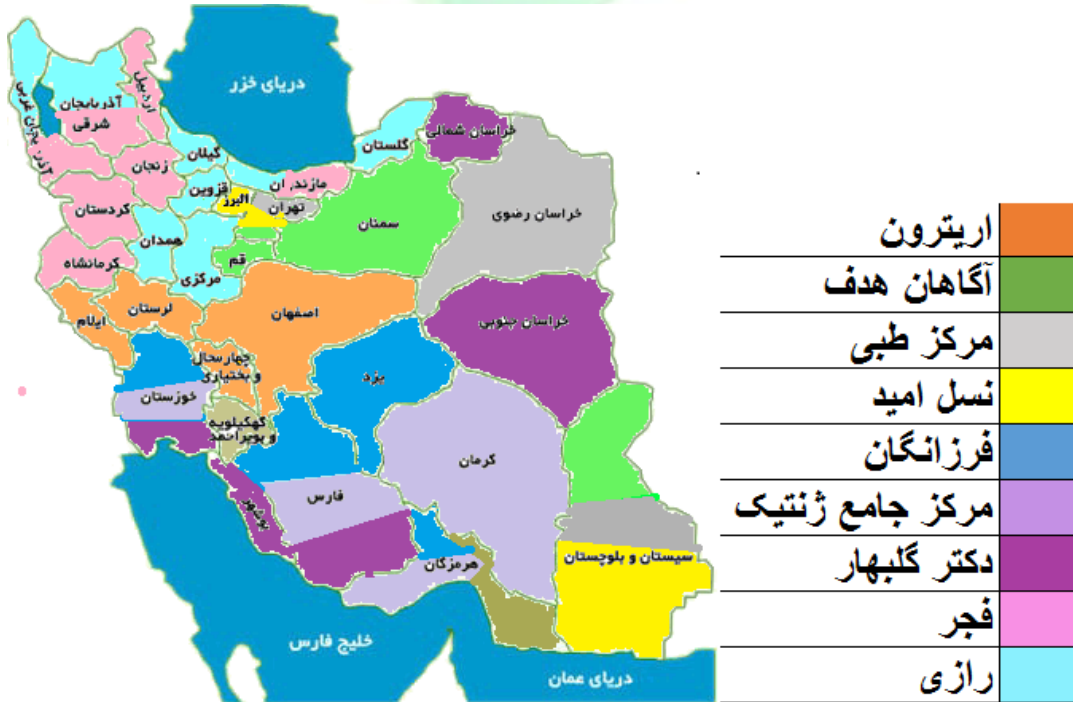 دریای خزر
آذربایجان
شرقی
اردبیل
آذربایجان غربی
گیلان
زنجان
گلستان
خراسان شمالی
مازندران
قزوین
البرز
تهران
کردستان
همدان
سمنان
خراسان رضوی
قم
کرمانشاه
مرکزی
لرستان
اصفهان
ایلام
خراسان جنوبی
چهارمحال
و بختیاری
یزد
خوزستان
کهکیلویه
و بویراحمد
کرمان
فارس
بوشهر
سیستان و بلوچستان
هرمزگان
خلیج فارس
دریای عمان
اریترون
آگاهان هدف
مرکز طبی
نسل امید
فرزانگان
مرکز جامع ژنتیک
دکتر گلبهار
فجر
رازی